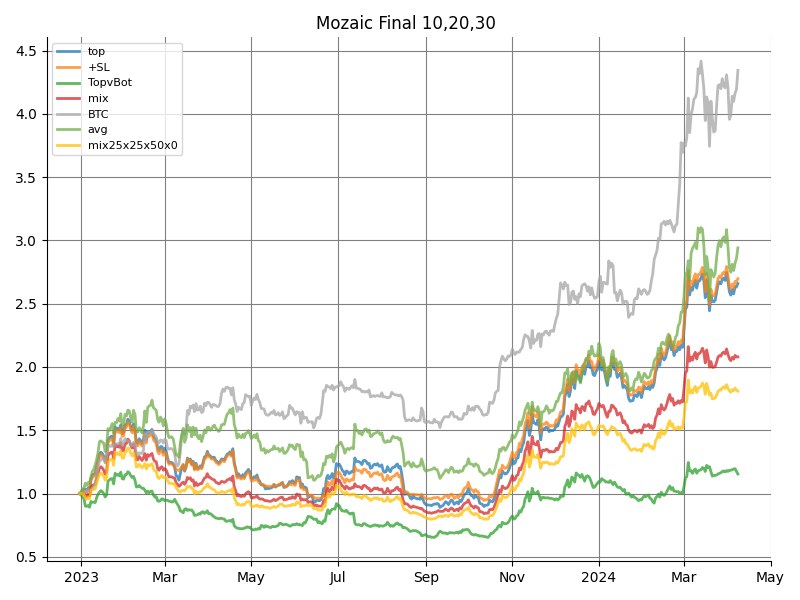 Mozaic Final 10,20,30
top
+SL
TopvBot
mix
BTC
avg
mix25x25x50x0
4.5
4.0
3.5
3.0
2.5
2.0
1.5
1.0
0.5
2023 Mar May Jul Sep Nov 2024 Mar May